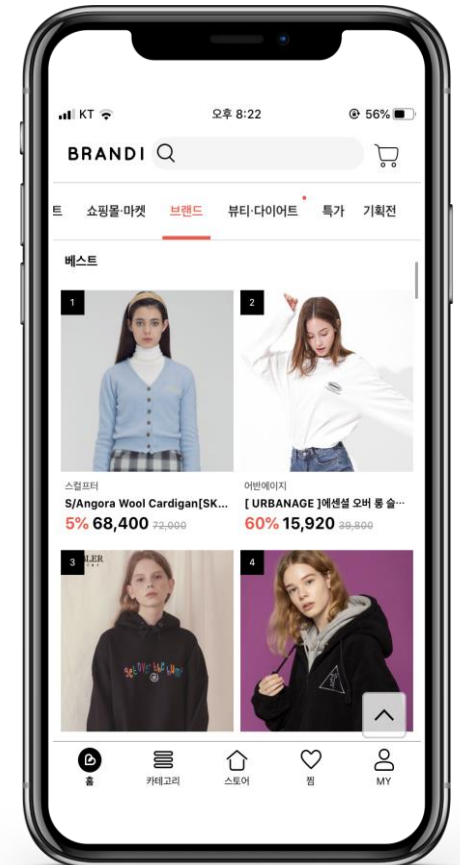 KT 오후 8:22 56%
BRANDI
트 쇼핑몰·마켓 브랜드 뷰티·다이어트 특가 기획전
베스트
1
2
스컬프터
S/Angora Wool Cardigan[SK...
5% 68,400 72,000
어반에이지
[ URBANAGE ]에센셜 오버 롱 슬...
60% 15,920 39,800
3
4
홈 카테고리 스토어 찜 MY